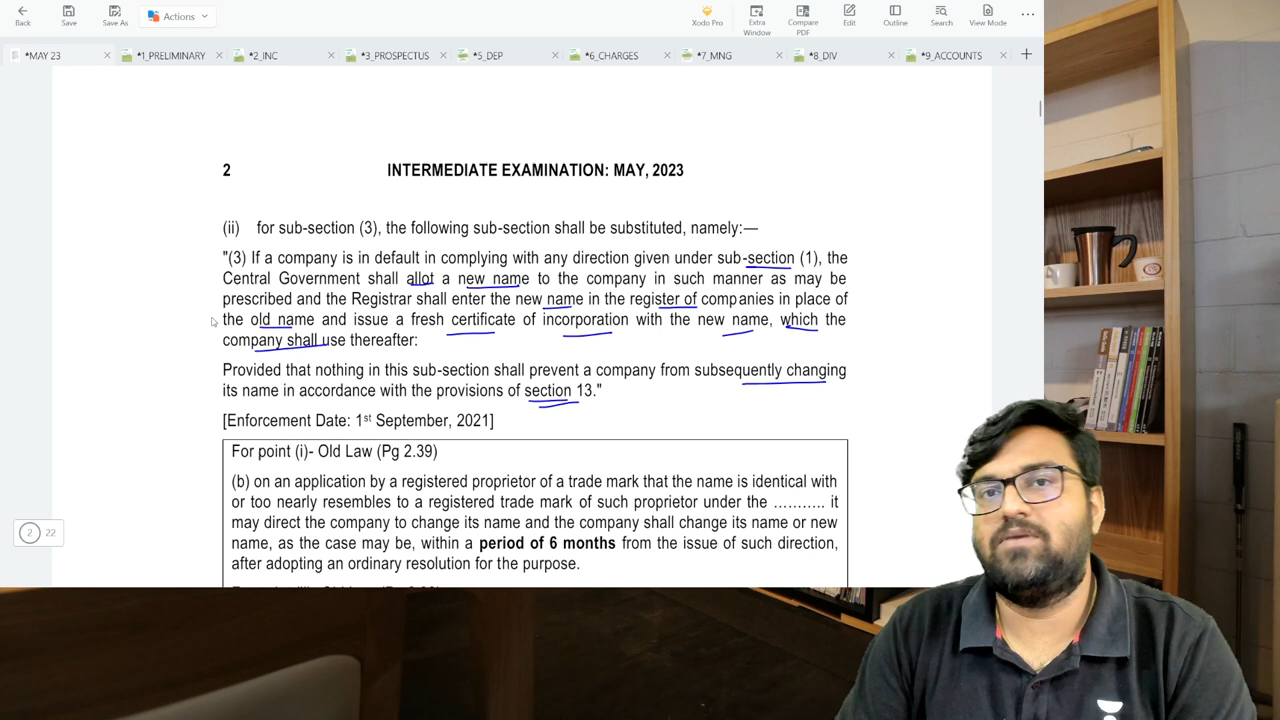 Back
Save
Save As
Actions
Xodo Pro
Extra Window
Compare PDF
Edit
Outline
Search
View Mode
*MAY 23
*1_PRELIMINARY
*2_INC
*3_PROSPECTUS
*5_DEP
*6_CHARGES
*7_MNG
*8_DIV
*9_ACCOUNTS
2 INTERMEDIATE EXAMINATION: MAY, 2023
(ii) for sub-section (3), the following sub-section shall be substituted, namely:—
"(3) If a company is in default in complying with any direction given under sub-section (1), the
Central Government shall allot a new name to the company in such manner as may be
prescribed and the Registrar shall enter the new name in the register of companies in place of
the old name and issue a fresh certificate of incorporation with the new name, which the
company shall use thereafter:
Provided that nothing in this sub-section shall prevent a company from subsequently changing
its name in accordance with the provisions of section 13."
[Enforcement Date: 1st September, 2021]
For point (i)- Old Law (Pg 2.39)
(b) on an application by a registered proprietor of a trade mark that the name is identical with
or too nearly resembles to a registered trade mark of such proprietor under the ……….. it
may direct the company to change its name and the company shall change its name or new
name, as the case may be, within a period of 6 months from the issue of such direction,
after adopting an ordinary resolution for the purpose.
2 22